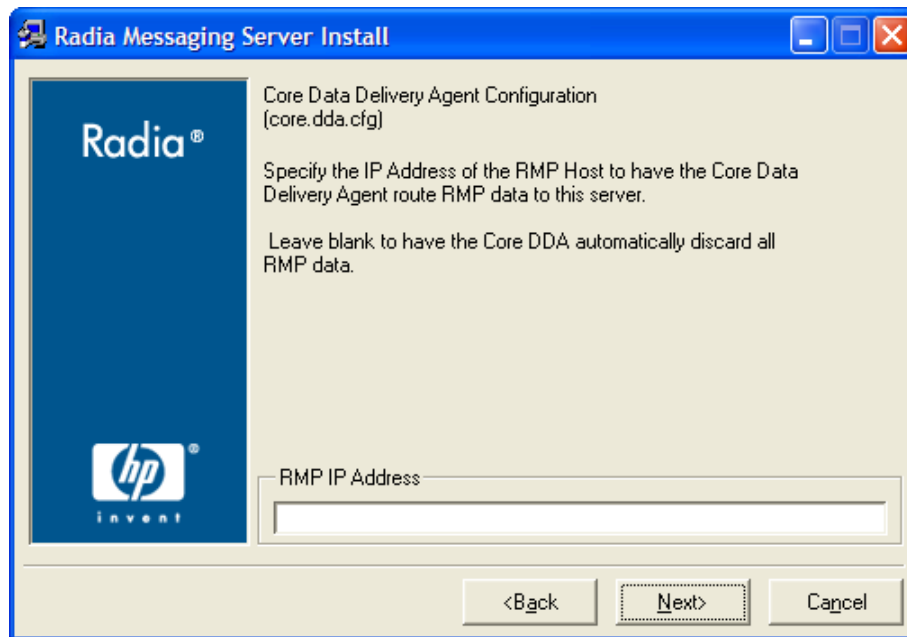 Radia Messaging Server Install
Radia®
Core Data Delivery Agent Configuration
(core.dda.cfg)
Specify the IP Address of the RMP Host to have the Core Data
Delivery Agent route RMP data to this server.
Leave blank to have the Core DDA automatically discard all
RMP data.
hp®
invent
RMP IP Address
<Back
Next>
Cancel